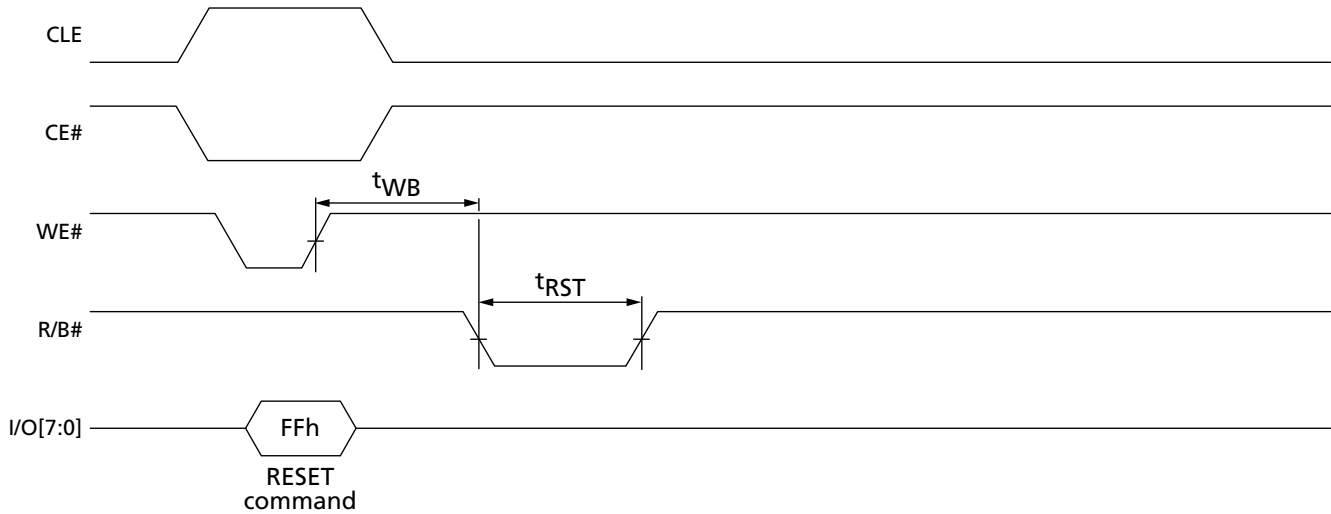 CLE
CE#
tWB
WE#
tRST
R/B#
I/O[7:0]
FFh
RESET
command